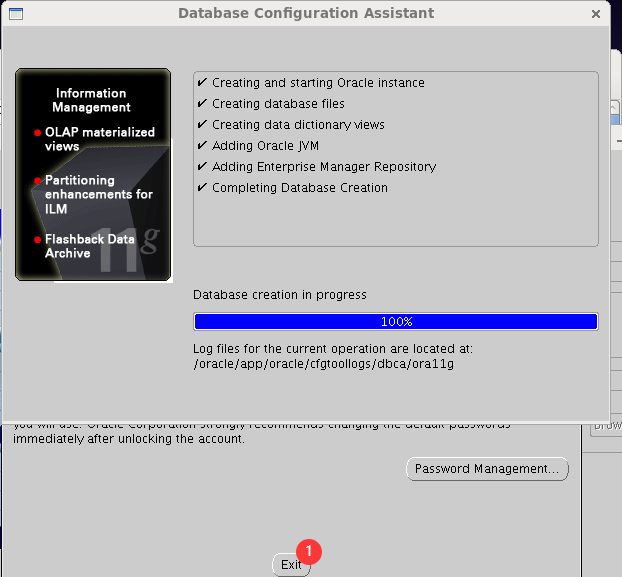 Database Configuration Assistant
Information
Management
OLAP materialized
views
Partitioning
enhancements for
ILM
Flashback Data
Archive
11g
✔ Creating and starting Oracle instance
✔ Creating database files
✔ Creating data dictionary views
✔ Adding Oracle JVM
✔ Adding Enterprise Manager Repository
✔ Completing Database Creation
Database creation in progress
100%
Log files for the current operation are located at:
/oracle/app/oracle/cfgtoollogs/dbca/ora11g
you will use. Oracle Corporation strongly recommends changing the default passwords
immediately after unlocking the account.
Password Management...
1
Exit